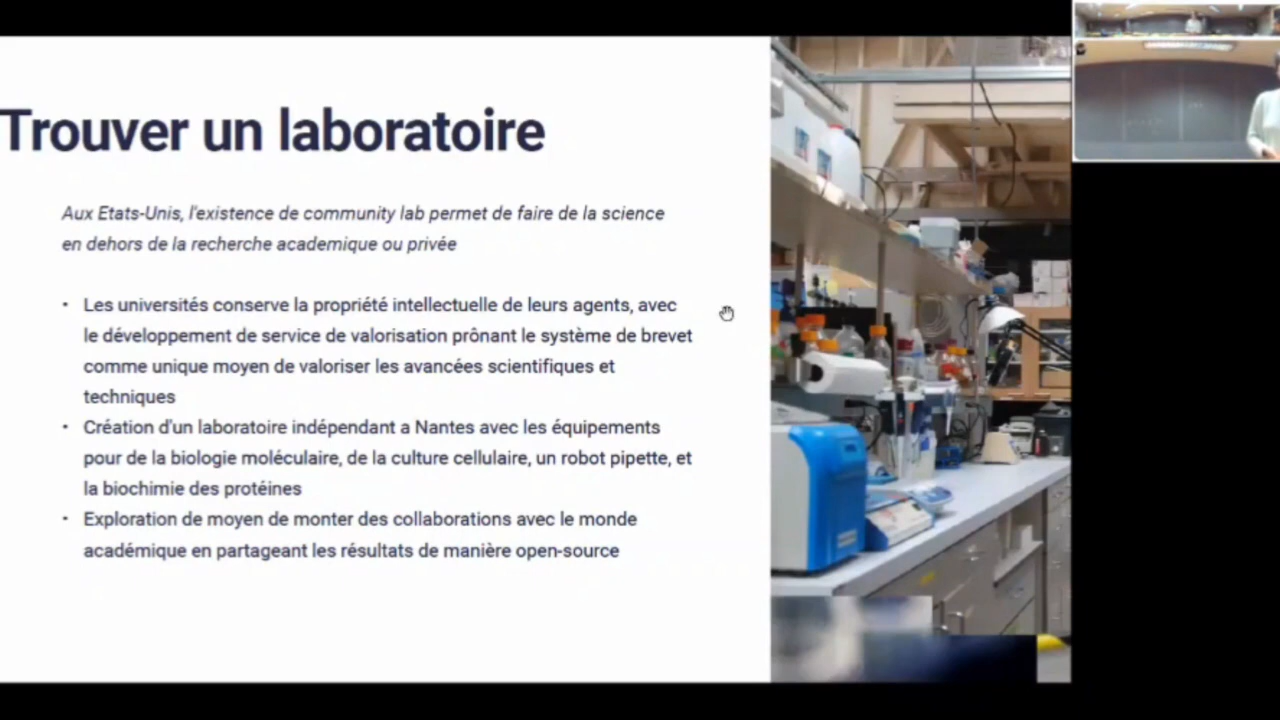 Trouver un laboratoire
Aux Etats-Unis, l'existence de community lab permet de faire de la science
en dehors de la recherche academique ou privée
· Les universités conserve la propriété intellectuelle de leurs agents, avec
le développement de service de valorisation prônant le système de brevet
comme unique moyen de valoriser les avancées scientifiques et
techniques
· Création d'un laboratoire indépendant a Nantes avec les équipements
pour de la biologie moléculaire, de la culture cellulaire, un robot pipette, et
la biochimie des protéines
· Exploration de moyen de monter des collaborations avec le monde
académique en partageant les résultats de manière open-source